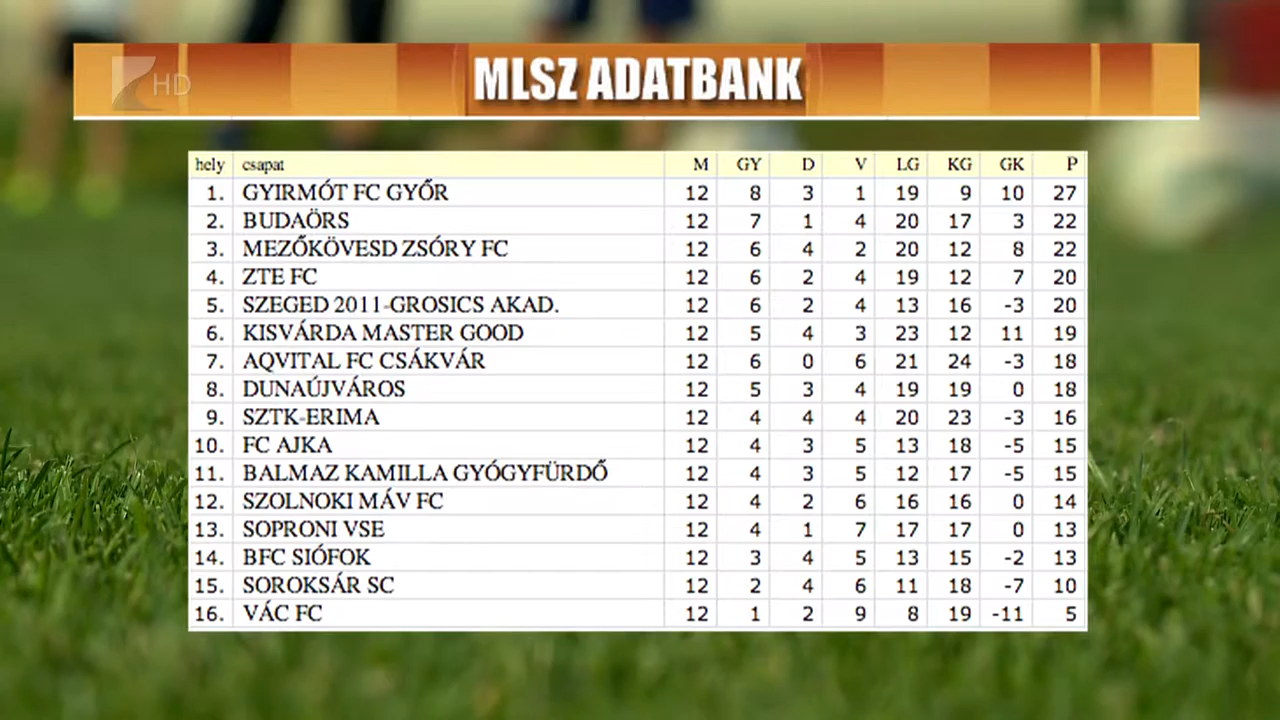 MLSZ ADATBANK
HD
hely csapat M GY D V LG KG GK P
1. GYIRMÓT FC GYŐR 12 8 3 1 19 9 10 27
2. BUDAÖRS 12 7 1 4 20 17 3 22
3. MEZŐKÖVESD ZSÓRY FC 12 6 4 2 20 12 8 22
4. ZTE FC 12 6 2 4 19 12 7 20
5. SZEGED 2011-GROSICS AKAD. 12 6 2 4 13 16 -3 20
6. KISVÁRDA MASTER GOOD 12 5 4 3 23 12 11 19
7. AQVITAL FC CSÁKVÁR 12 6 0 6 21 24 -3 18
8. DUNAÚJVÁROS 12 5 3 4 19 19 0 18
9. SZTK-ERIMA 12 4 4 4 20 23 -3 16
10. FC AJKA 12 4 3 5 13 18 -5 15
11. BALMAZ KAMILLA GYÓGYFÜRDŐ 12 4 3 5 12 17 -5 15
12. SZOLNOKI MÁV FC 12 4 2 6 16 16 0 14
13. SOPRONI VSE 12 4 1 7 17 17 0 13
14. BFC SIÓFOK 12 3 4 5 13 15 -2 13
15. SOROKSÁR SC 12 2 4 6 11 18 -7 10
16. VÁC FC 12 1 2 9 8 19 -11 5